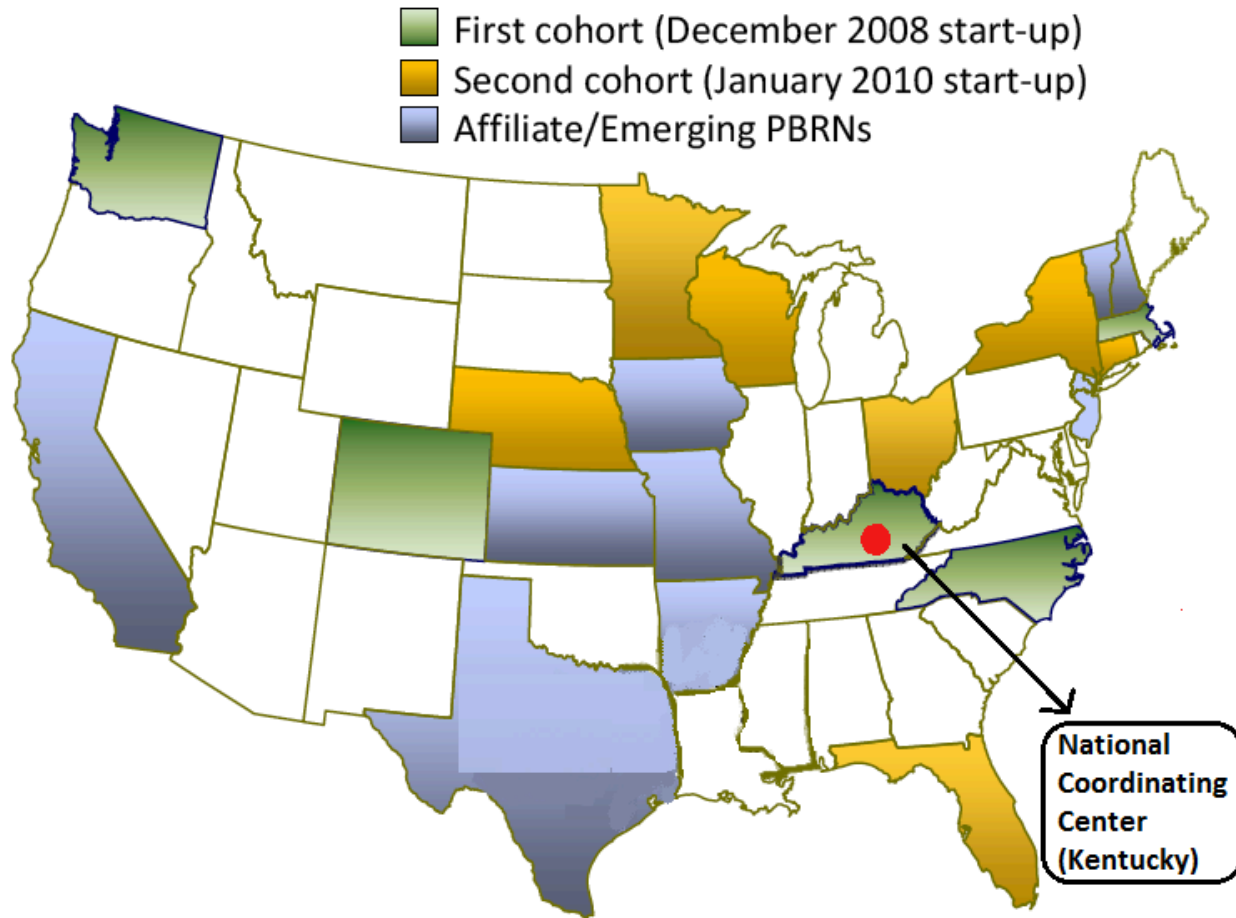 First cohort (December 2008 start-up)
Second cohort (January 2010 start-up)
Affiliate/Emerging PBRNs
National
Coordinating
Center
(Kentucky)